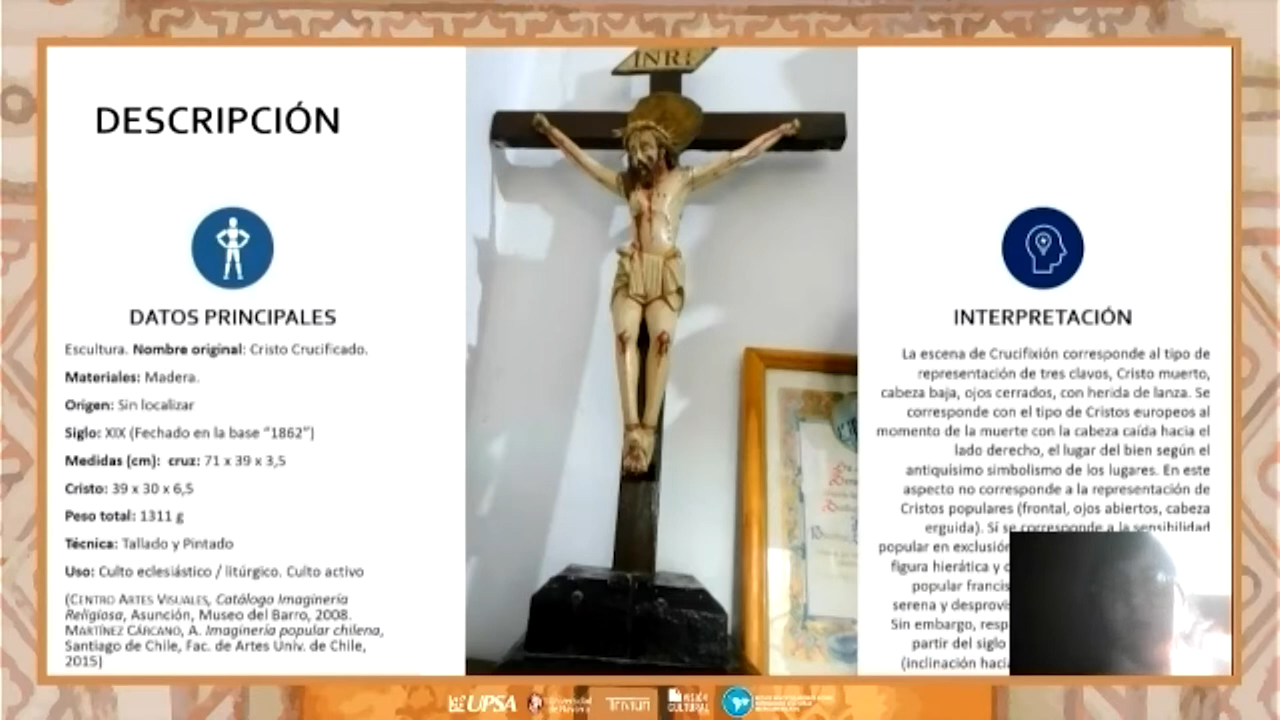 DESCRIPCIÓN
DATOS PRINCIPALES
Escultura. Nombre original: Cristo Crucificado.
Materiales: Madera.
Origen: Sin localizar
Siglo: XIX (Fechado en la base “1862”)
Medidas (cm): cruz: 71 x 39 x 3,5
Cristo: 39 x 30 x 6,5
Peso total: 1311 g
Técnica: Tallado y Pintado
Uso: Culto eclesiástico / litúrgico. Culto activo
(CENTRO ARTES VISUALES, Catálogo Imaginería
Religiosa, Asunción, Museo del Barro, 2008.
MARTÍNEZ CÁRCANO, A. Imaginería popular chilena,
Santiago de Chile, Fac. de Artes Univ. de Chile,
2015)
INRI
INTERPRETACIÓN
La escena de Crucifixión corresponde al tipo de
representación de tres clavos, Cristo muerto,
cabeza baja, ojos cerrados, con herida de lanza. Se
corresponde con el tipo de Cristos europeos al
momento de la muerte con la cabeza caída hacia el
lado derecho, el lugar del bien según el
antiquísimo simbolismo de los lugares. En este
aspecto no corresponde a la representación de
Cristos populares (frontal, ojos abiertos, cabeza
erguida). Sí se corresponde a la sensibilidad
popular en exclusió
figura hierática y
popular francis
serena y desprovis
Sin embargo, resp
partir del siglo
(inclinación haci
UPSA
Universidad
de Navarra
VISIÓN
CULTURAL